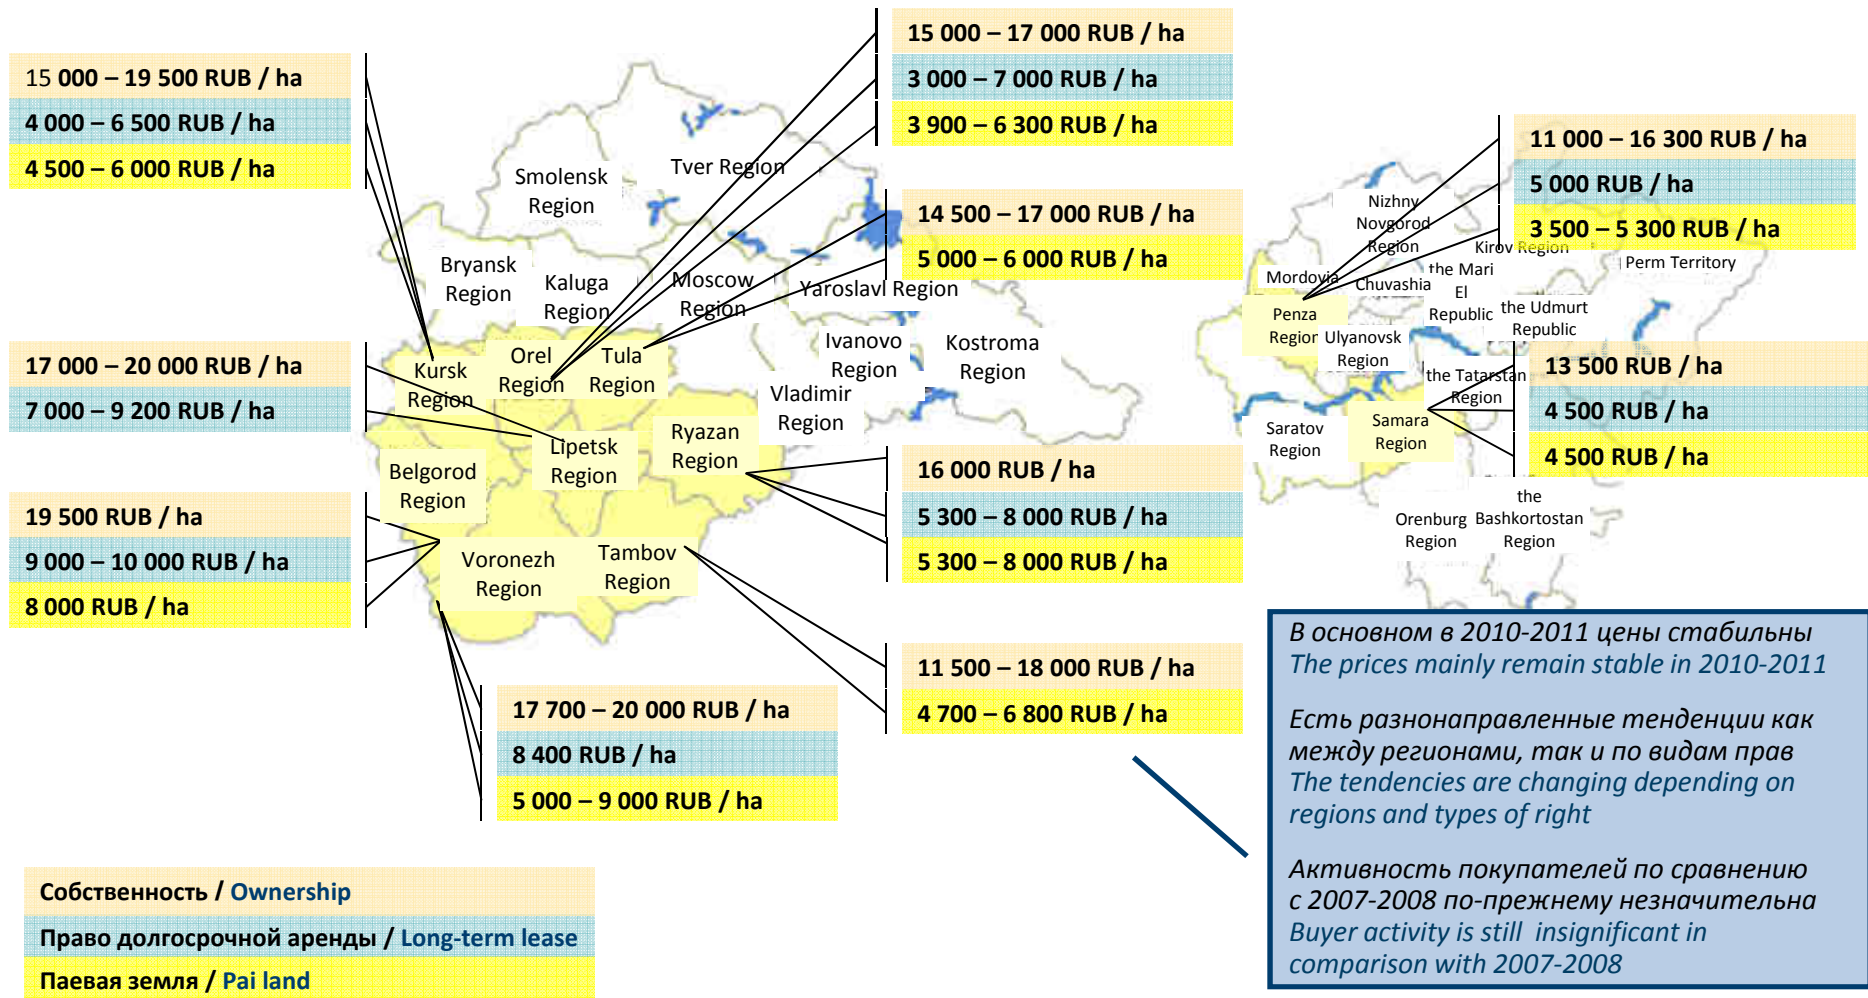 15 000 – 19 500 RUB / ha
4 000 – 6 500 RUB / ha
4 500 – 6 000 RUB / ha
15 000 – 17 000 RUB / ha
3 000 – 7 000 RUB / ha
3 900 – 6 300 RUB / ha
14 500 – 17 000 RUB / ha
5 000 – 6 000 RUB / ha
11 000 – 16 300 RUB / ha
5 000 RUB / ha
3 500 – 5 300 RUB / ha
Smolensk
Region
Tver Region
Bryansk
Region
Kaluga
Region
Moscow
Region
Yaroslavl Region
Ivanovo
Region
Kostroma
Region
Vladimir
Region
Kursk
Region
Orel
Region
Tula
Region
Lipetsk
Region
Ryazan
Region
Belgorod
Region
Voronezh
Region
Tambov
Region
Nizhny
Novgorod
Region
Kirov Region
Perm Territory
Mordovia
Chuvashia
the Mari
El
Republic
the Udmurt
Republic
Penza
Region
Ulyanovsk
Region
the Tatarstan
Region
Saratov
Region
Samara
Region
Orenburg
Region
the
Bashkortostan
Region
17 000 – 20 000 RUB / ha
7 000 – 9 200 RUB / ha
13 500 RUB / ha
4 500 RUB / ha
4 500 RUB / ha
19 500 RUB / ha
9 000 – 10 000 RUB / ha
8 000 RUB / ha
16 000 RUB / ha
5 300 – 8 000 RUB / ha
5 300 – 8 000 RUB / ha
11 500 – 18 000 RUB / ha
4 700 – 6 800 RUB / ha
17 700 – 20 000 RUB / ha
8 400 RUB / ha
5 000 – 9 000 RUB / ha
В основном в 2010-2011 цены стабильны
The prices mainly remain stable in 2010-2011
Есть разнонаправленные тенденции как
между регионами, так и по видам прав
The tendencies are changing depending on
regions and types of right
Активность покупателей по сравнению
с 2007-2008 по-прежнему незначительна
Buyer activity is still insignificant in
comparison with 2007-2008
Собственность / Ownership
Право долгосрочной аренды / Long-term lease
Паевая земля / Pai land